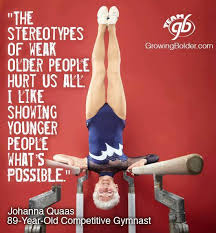 TEAM
gb
GrowingBolder.com
"THE
STEREOTYPES
OF WEAK
OLDER PEOPLE
HURT US ALL.
I LIKE
SHOWING
YOUNGER
PEOPLE
WHAT'S
POSSIBLE."
Johanna Quaas
89-Year-Old Competitive Gymnast